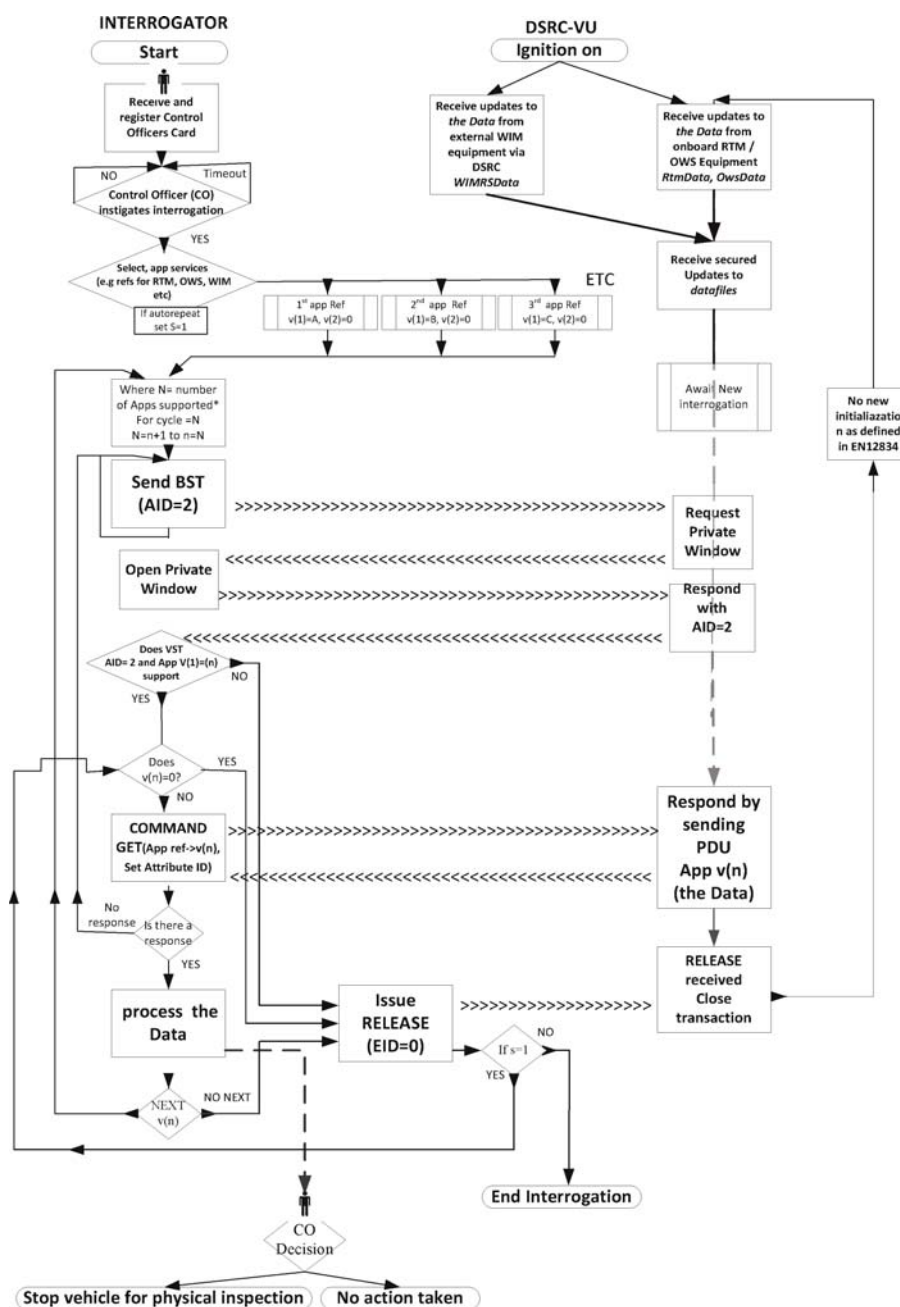 INTERROGATOR
Start
Receive and
register Control
Officers Card
NO
Timeout
Control Officer (CO)
instigates interrogation
YES
Select, app services
(e.g refs for RTM, OWS, WIM
etc)
If autorepeat
set S=1
ETC
1st app Ref
v(1)=A, v(2)=0
2nd app Ref
v(1)=B, v(2)=0
3rd app Ref
v(1)=C, v(2)=0
Where N= number
of Apps supported*
For cycle =N
N=n+1 to n=N
Send BST
(AID=2)
>>>>>>>>>>>>>>>>>>>>>>>>>>>>>>>>>>>>>>>>>>>>>>
<<<<<<<<<<<<<<<<<<<<<<<<<<<<<<<<<<<<<<<<<<<<<<
Open Private
Window
>>>>>>>>>>>>>>>>>>>>>>>>>>>>>>>>>>>>>>>>>>>>>>
<<<<<<<<<<<<<<<<<<<<<<<<<<<<<<<<<<<<<<<<<<<<<<
Does VST
AID= 2 and App V(1)=(n)
support
NO
YES
Does
v(n)=0?
YES
NO
COMMAND
GET(App ref->v(n),
Set Attribute ID)
>>>>>>>>>>>>>>>>>>>>>>>>>>>>>>>>>>>>>>>>>>>>>>
<<<<<<<<<<<<<<<<<<<<<<<<<<<<<<<<<<<<<<<<<<<<<<
No
response
Is there a
response
YES
process the
Data
NEXT
v(n)
NO NEXT
Issue
RELEASE
(EID=0)
>>>>>>>>>>>>>>>>>>>>
If s=1
NO
YES
End Interrogation
CO
Decision
Stop vehicle for physical inspection
No action taken
DSRC-VU
Ignition on
Receive updates to
the Data from
external WIM
equipment via
DSRC
WIMRSData
Receive updates to
the Data from
onboard RTM /
OWS Equipment
RtmData, OwsData
Receive secured
Updates to
datafiles
Await New
interrogation
No new
initialiazatio
n as defined
in EN12834
Request
Private
Window
Respond
with
AID=2
Respond by
sending
PDU
App v(n)
(the Data)
RELEASE
received
Close
transaction